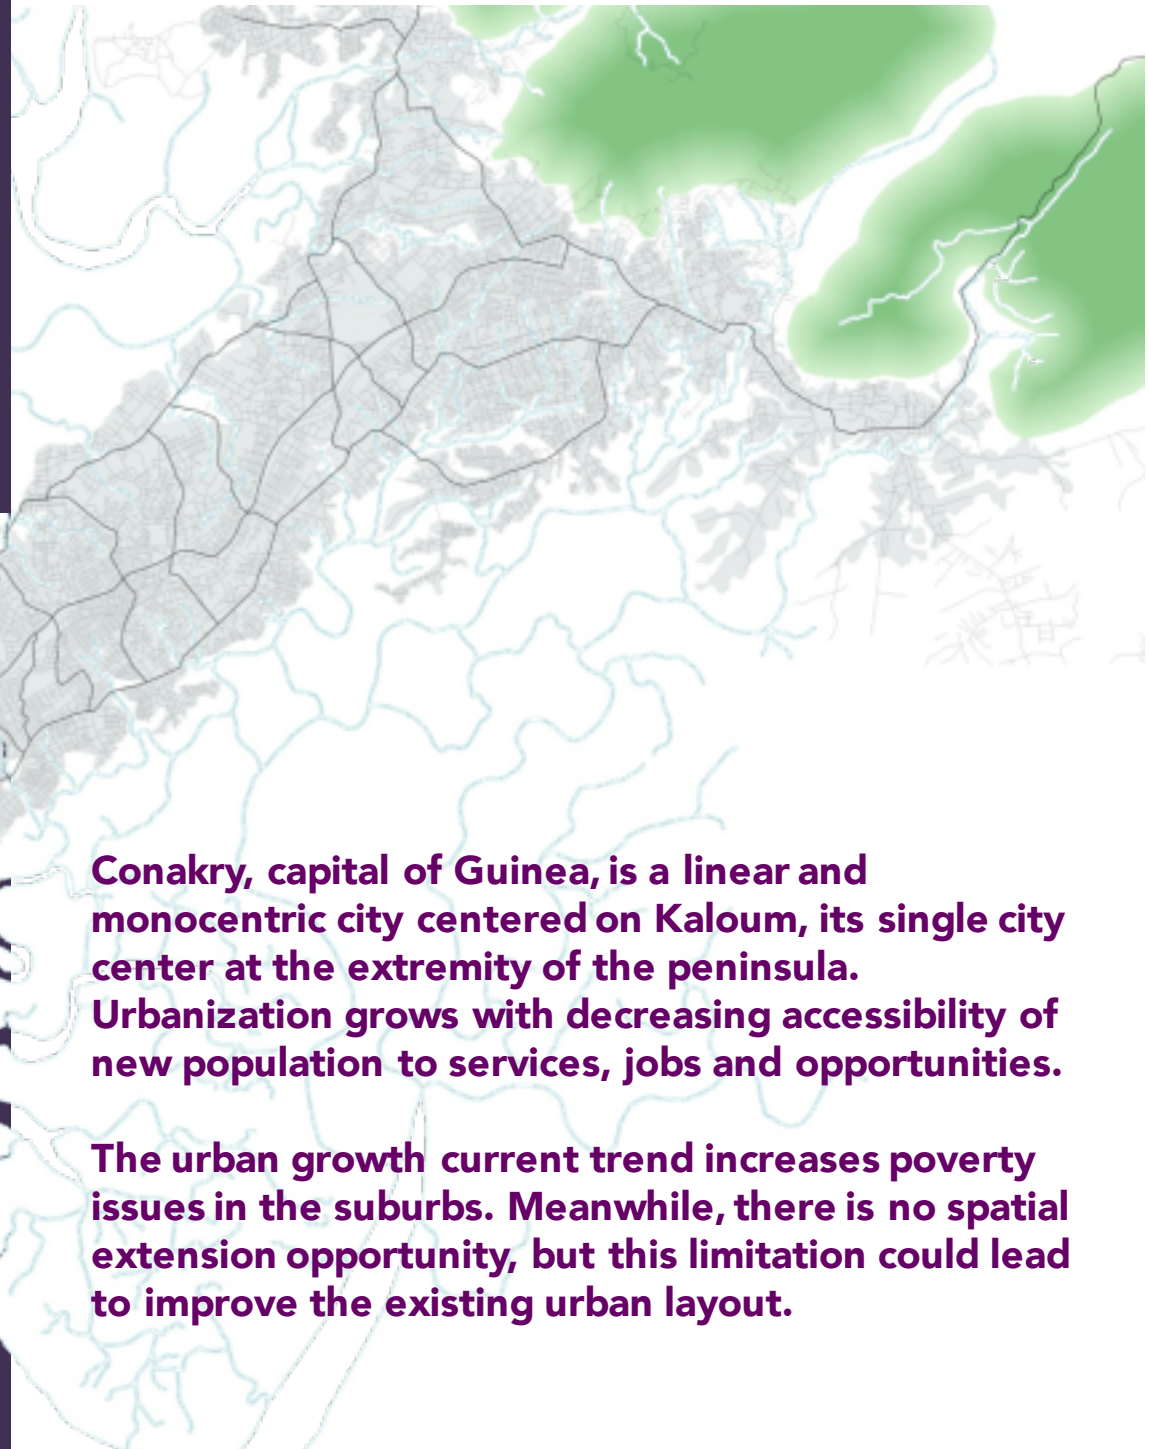 Conakry, capital of Guinea, is a linear and
monocentric city centered on Kaloum, its single city
center at the extremity of the peninsula.
Urbanization grows with decreasing accessibility of
new population to services, jobs and opportunities.
The urban growth current trend increases poverty
issues in the suburbs. Meanwhile, there is no spatial
extension opportunity, but this limitation could lead
to improve the existing urban layout.